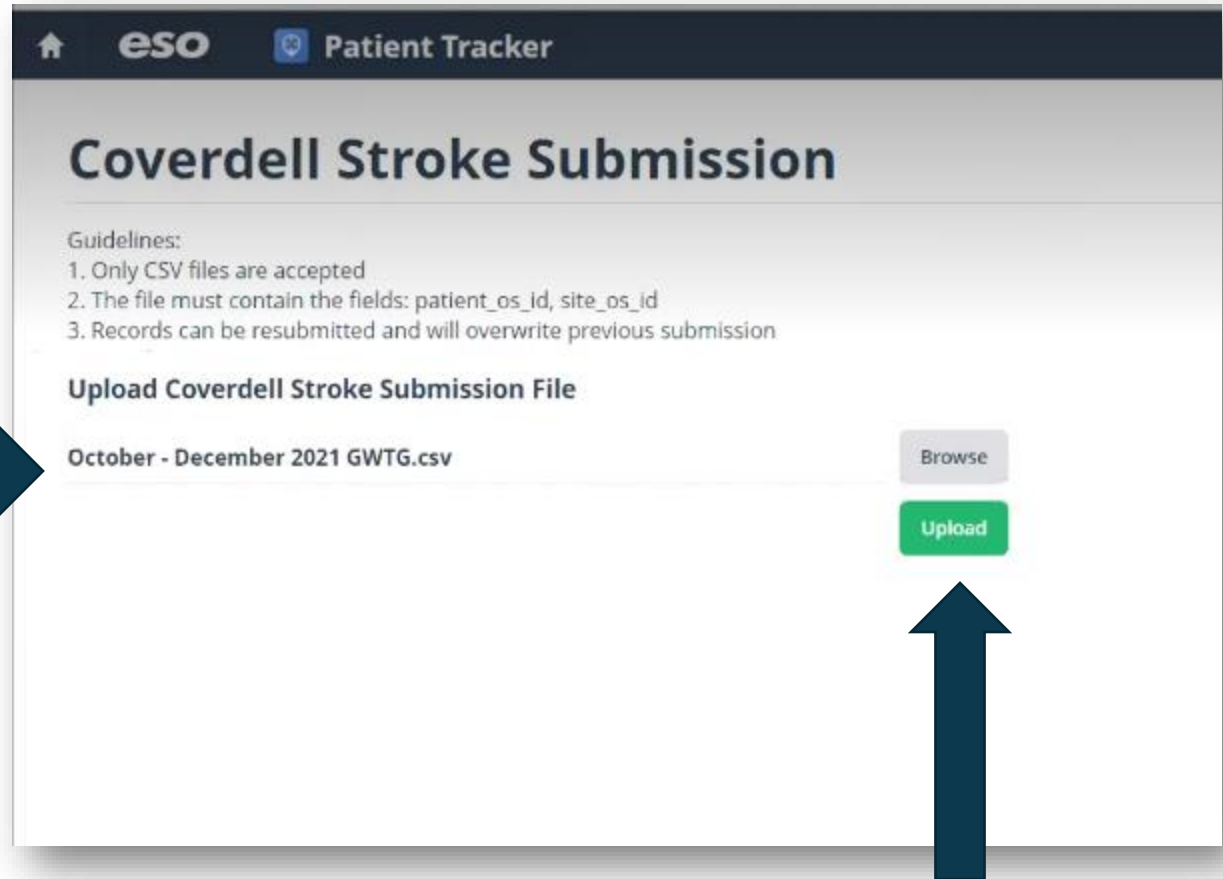 eso Patient Tracker
Coverdell Stroke Submission
Guidelines:
1. Only CSV files are accepted
2. The file must contain the fields: patient_os_id, site_os_id
3. Records can be resubmitted and will overwrite previous submission
Upload Coverdell Stroke Submission File
October - December 2021 GWTG.csv
Browse
Upload